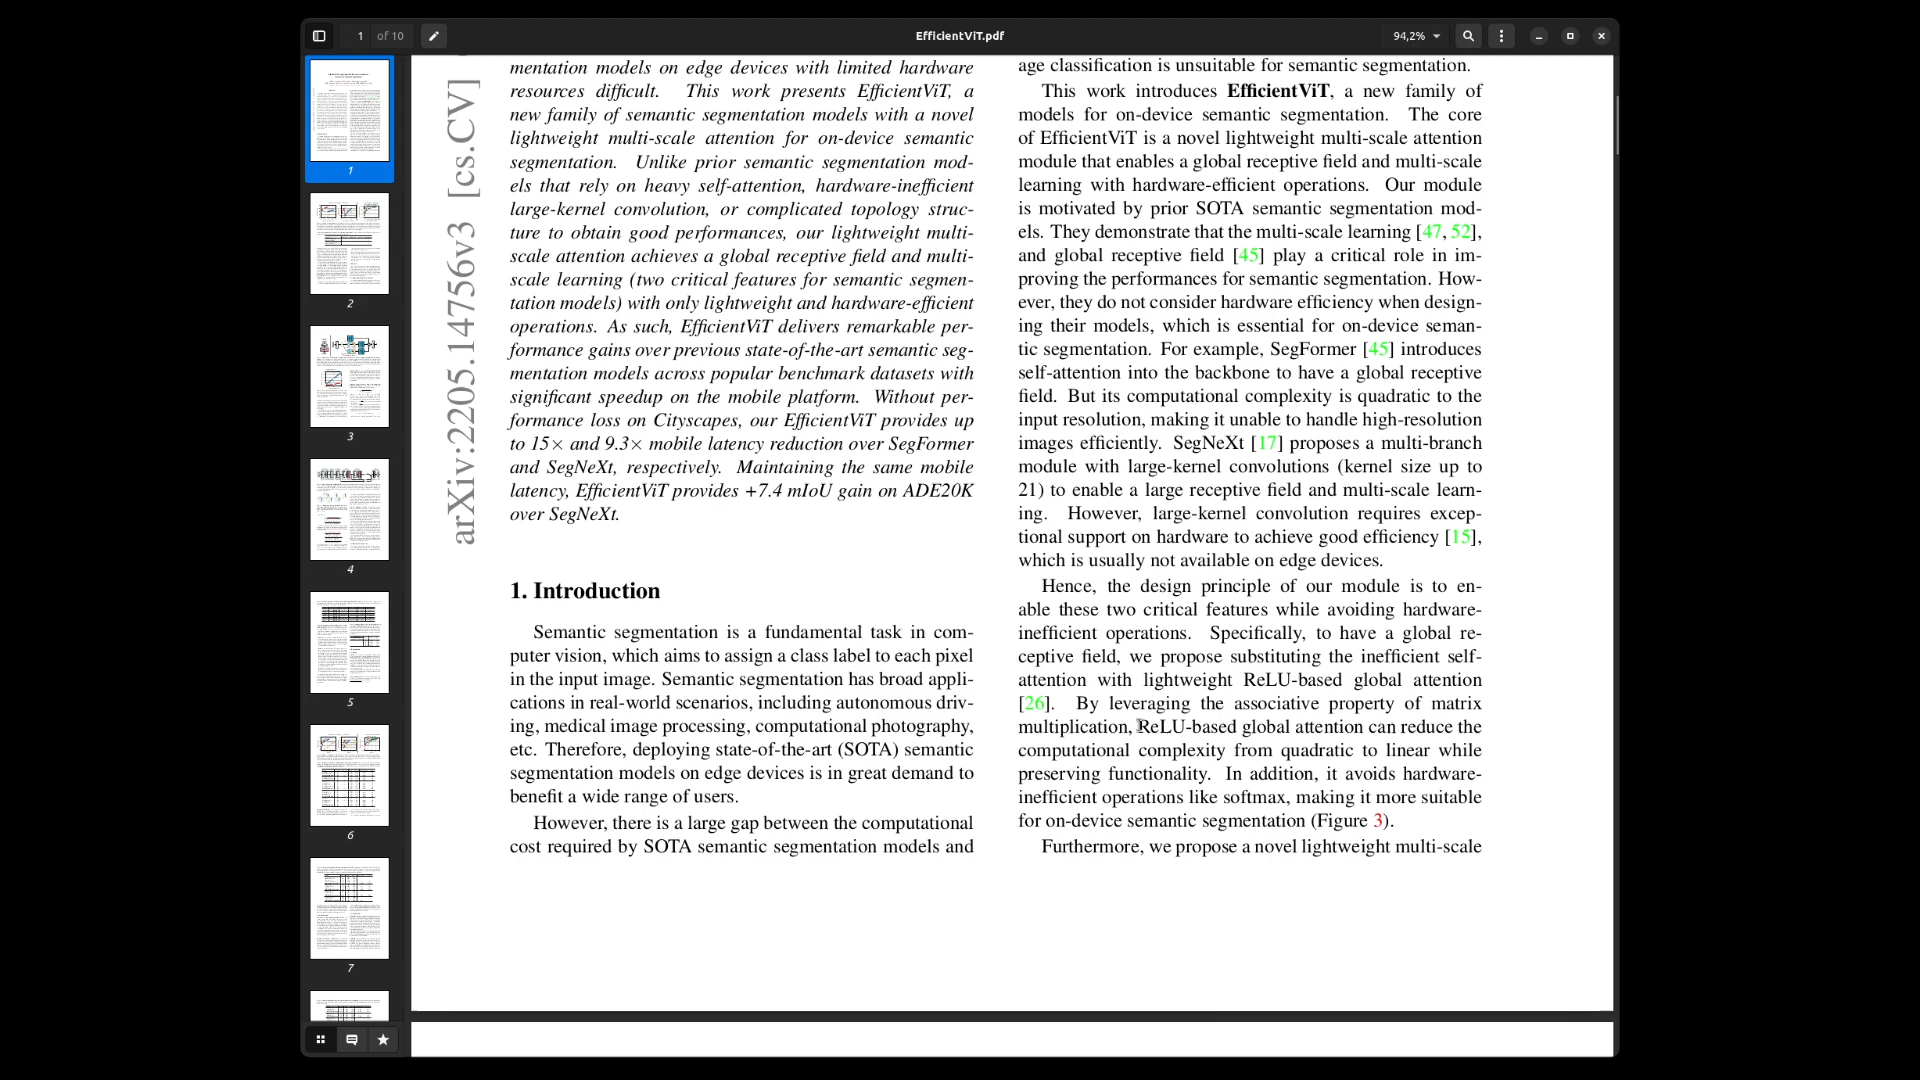 1 of 10
EfficientViT.pdf
94,2%
1
2
3
4
5
6
7
arXiv:2205.14756v3 [cs.CV]
mentation models on edge devices with limited hardware
resources difficult. This work presents EfficientViT, a
new family of semantic segmentation models with a novel
lightweight multi-scale attention for on-device semantic
segmentation. Unlike prior semantic segmentation mod-
els that rely on heavy self-attention, hardware-inefficient
large-kernel convolution, or complicated topology struc-
ture to obtain good performances, our lightweight multi-
scale attention achieves a global receptive field and multi-
scale learning (two critical features for semantic segmen-
tation models) with only lightweight and hardware-efficient
operations. As such, EfficientViT delivers remarkable per-
formance gains over previous state-of-the-art semantic seg-
mentation models across popular benchmark datasets with
significant speedup on the mobile platform. Without per-
formance loss on Cityscapes, our EfficientViT provides up
to 15× and 9.3× mobile latency reduction over SegFormer
and SegNeXt, respectively. Maintaining the same mobile
latency, EfficientViT provides +7.4 mIoU gain on ADE20K
over SegNeXt.
1. Introduction
Semantic segmentation is a fundamental task in com-
puter vision, which aims to assign a class label to each pixel
in the input image. Semantic segmentation has broad appli-
cations in real-world scenarios, including autonomous driv-
ing, medical image processing, computational photography,
etc. Therefore, deploying state-of-the-art (SOTA) semantic
segmentation models on edge devices is in great demand to
benefit a wide range of users.
However, there is a large gap between the computational
cost required by SOTA semantic segmentation models and
age classification is unsuitable for semantic segmentation.
This work introduces EfficientViT, a new family of
models for on-device semantic segmentation. The core
of EfficientViT is a novel lightweight multi-scale attention
module that enables a global receptive field and multi-scale
learning with hardware-efficient operations. Our module
is motivated by prior SOTA semantic segmentation mod-
els. They demonstrate that the multi-scale learning [47, 52],
and global receptive field [45] play a critical role in im-
proving the performances for semantic segmentation. How-
ever, they do not consider hardware efficiency when design-
ing their models, which is essential for on-device seman-
tic segmentation. For example, SegFormer [45] introduces
self-attention into the backbone to have a global receptive
field. But its computational complexity is quadratic to the
input resolution, making it unable to handle high-resolution
images efficiently. SegNeXt [17] proposes a multi-branch
module with large-kernel convolutions (kernel size up to
21) to enable a large receptive field and multi-scale learn-
ing. However, large-kernel convolution requires excep-
tional support on hardware to achieve good efficiency [15],
which is usually not available on edge devices.
Hence, the design principle of our module is to en-
able these two critical features while avoiding hardware-
inefficient operations. Specifically, to have a global re-
ceptive field, we propose substituting the inefficient self-
attention with lightweight ReLU-based global attention
[26]. By leveraging the associative property of matrix
multiplication, ReLU-based global attention can reduce the
computational complexity from quadratic to linear while
preserving functionality. In addition, it avoids hardware-
inefficient operations like softmax, making it more suitable
for on-device semantic segmentation (Figure 3).
Furthermore, we propose a novel lightweight multi-scale